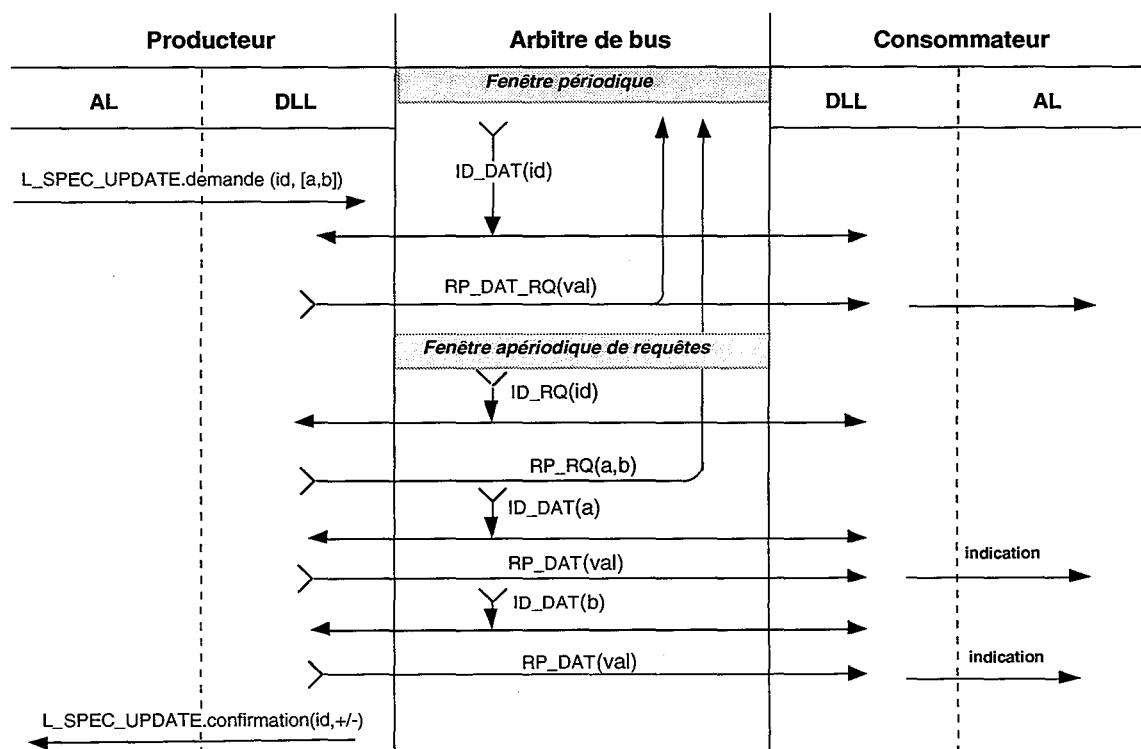 Producteur
Arbitre de bus
Consommateur
Fenêtre périodique
AL
DLL
DLL
AL
ID_DAT(id)
L_SPEC_UPDATE.demande (id, [a,b])
RP_DAT_RQ(val)
Fenêtre apériodique de requêtes
ID_RQ(id)
RP_RQ(a,b)
ID_DAT(a)
RP_DAT(val)
indication
ID_DAT(b)
RP_DAT(val)
indication
L_SPEC_UPDATE.confirmation(id,+/-)